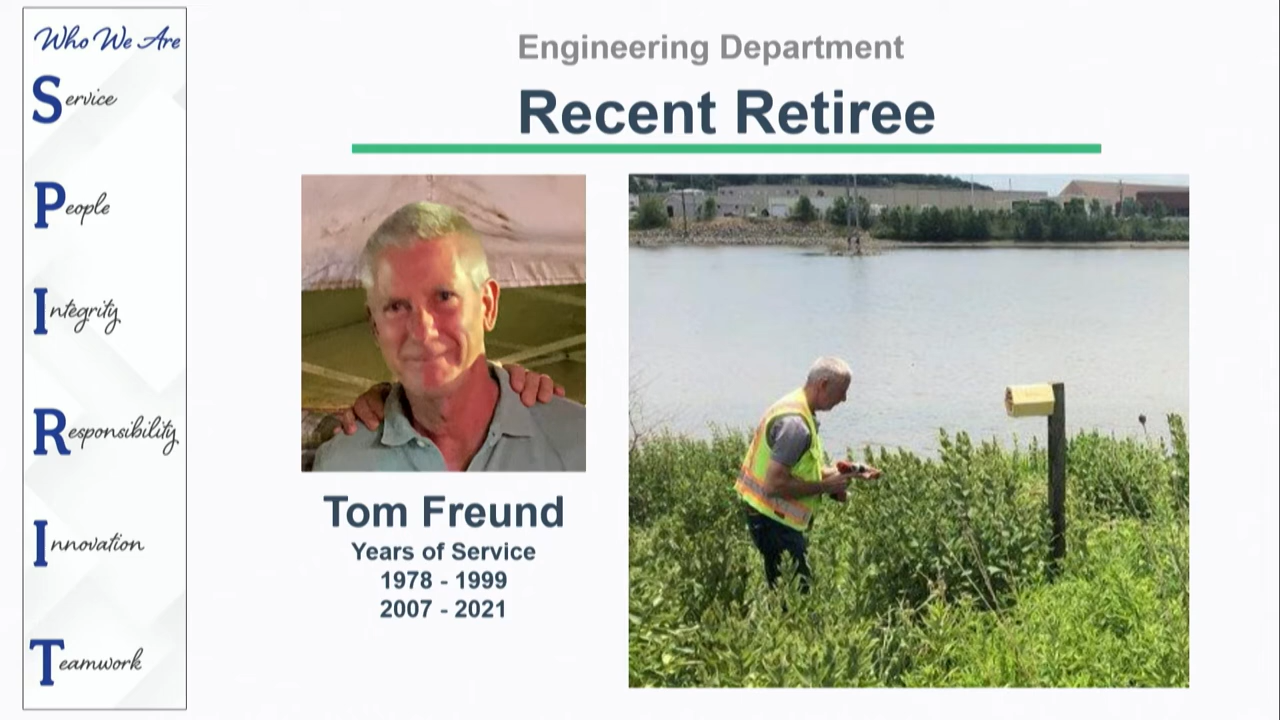 Who We Are
Service
People
Integrity
Responsibility
Innovation
Teamwork
Engineering Department
Recent Retiree
Tom Freund
Years of Service
1978 - 1999
2007 - 2021